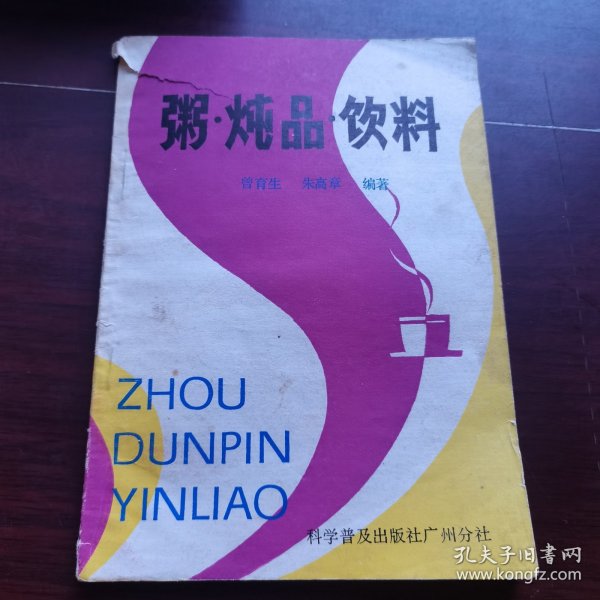 粥·炖品·饮料
曾育生 朱高章 编著
ZHOU
DUNPIN
YINLIAO
科学普及出版社广州分社
孔夫子旧书网
www.kongfz.com